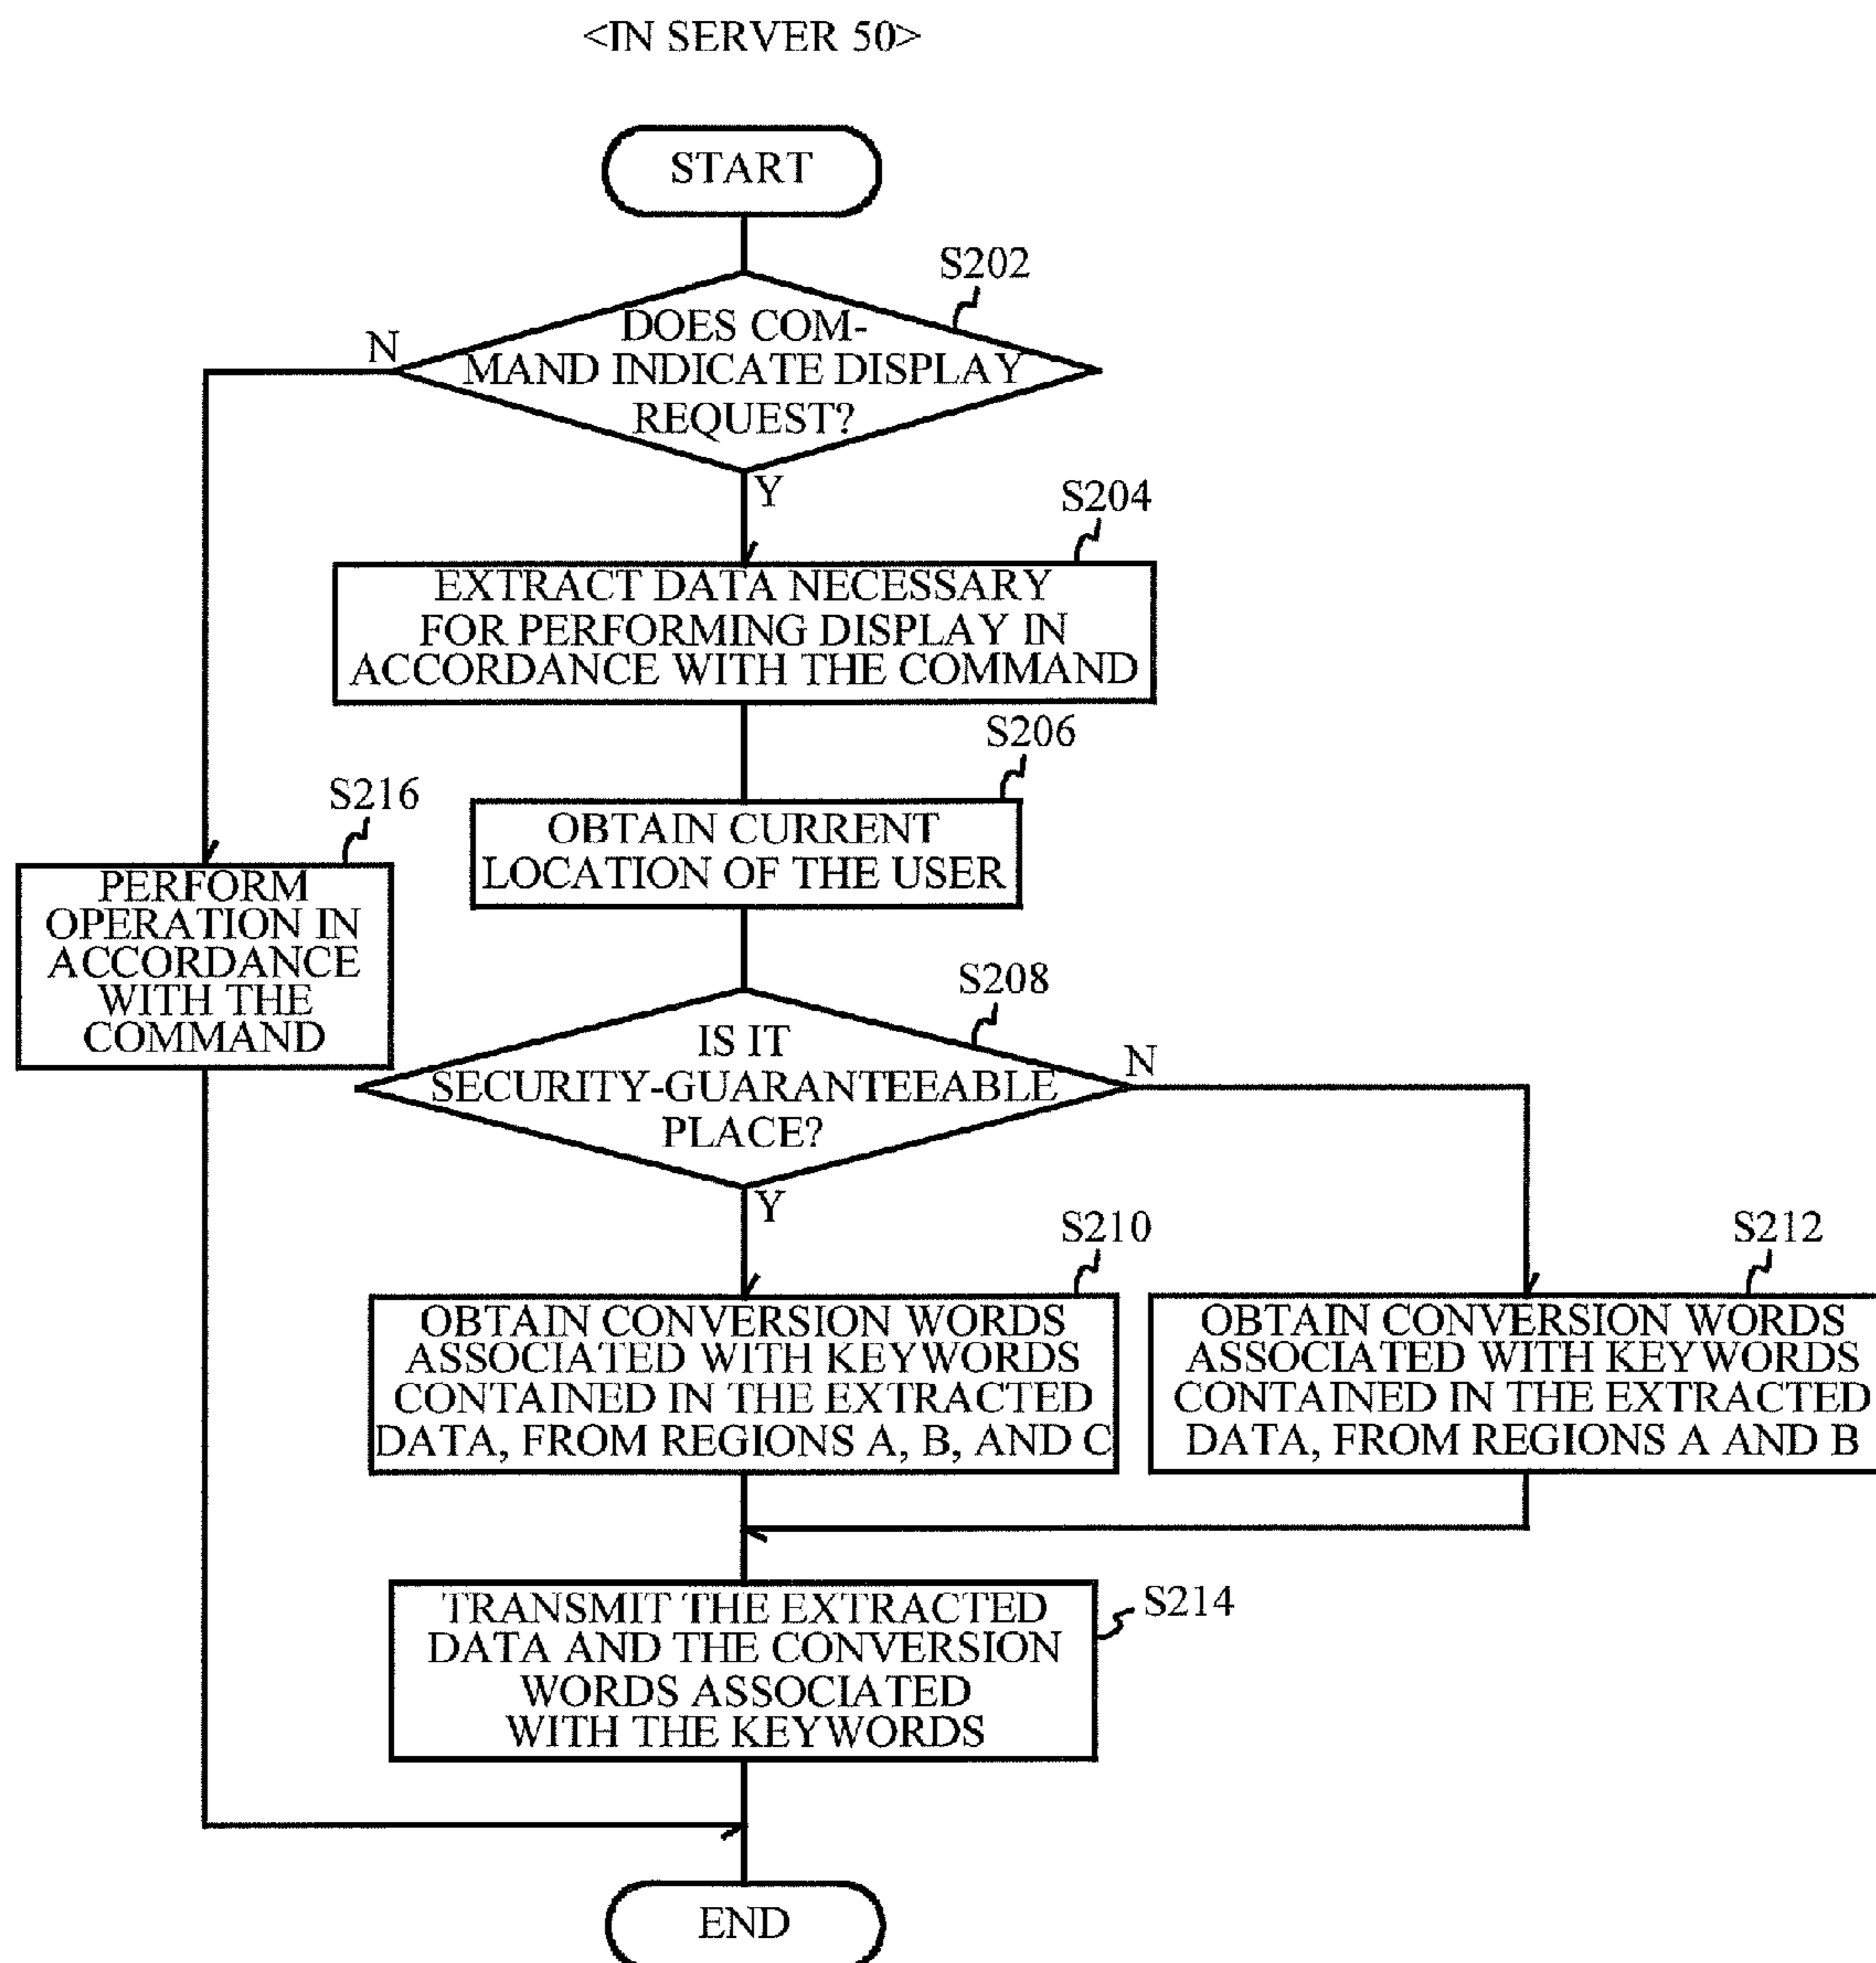 <IN SERVER 50>
START
S202
DOES COM-
MAND INDICATE DISPLAY
REQUEST?
N
Y
S204
EXTRACT DATA NECESSARY
FOR PERFORMING DISPLAY IN
ACCORDANCE WITH THE COMMAND
S206
OBTAIN CURRENT
LOCATION OF THE USER
S216
PERFORM
OPERATION IN
ACCORDANCE
WITH THE
COMMAND
S208
IS IT
SECURITY-GUARANTEEABLE
PLACE?
N
Y
S210
OBTAIN CONVERSION WORDS
ASSOCIATED WITH KEYWORDS
CONTAINED IN THE EXTRACTED
DATA, FROM REGIONS A, B, AND C
S212
OBTAIN CONVERSION WORDS
ASSOCIATED WITH KEYWORDS
CONTAINED IN THE EXTRACTED
DATA, FROM REGIONS A AND B
S214
TRANSMIT THE EXTRACTED
DATA AND THE CONVERSION
WORDS ASSOCIATED
WITH THE KEYWORDS
END